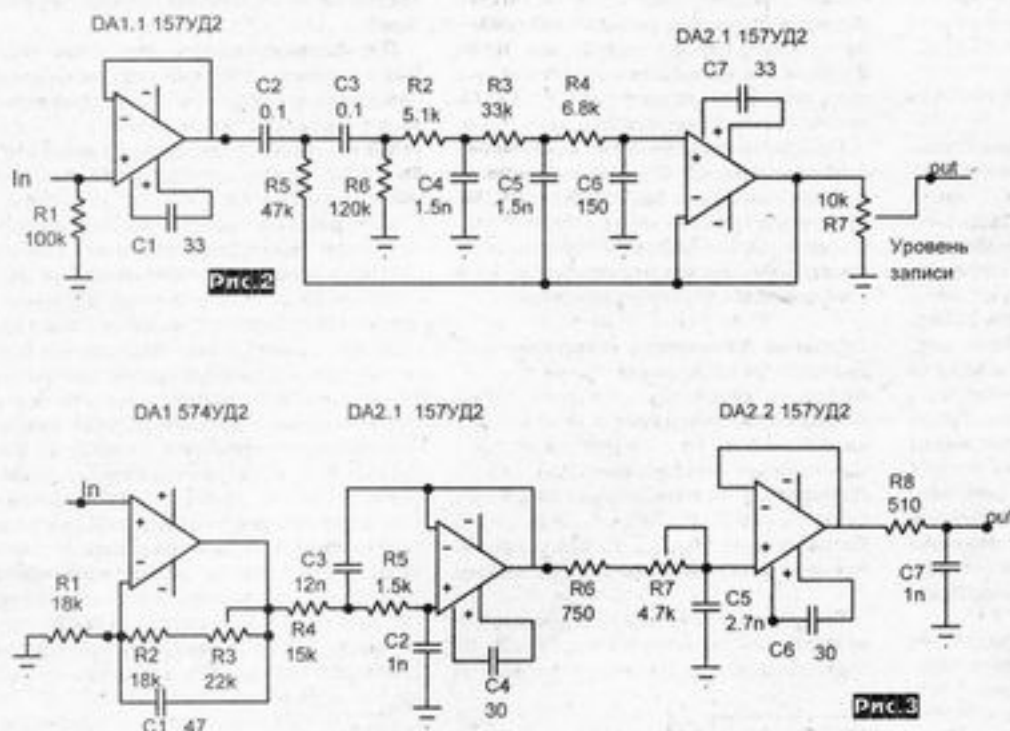 DA1.1 157УД2
DA2.1 157УД2
C7 33
C2
0.1
C3
0.1
R2
5.1k
R3
33k
R4
6.8k
In
R1
100k
C1 33
R5
47k
R6
120k
C4
1.5n
C5
1.5n
C6
150
10k
R7
out
Уровень
записи
Рис.2
DA1 574УД2
DA2.1 157УД2
DA2.2 157УД2
In
R1
18k
R2
18k
R3
22k
C1 47
C3
12n
R4
15k
R5
1.5k
C2
1n
C4
30
R6
750
R7
4.7k
C5
2.7n
C6 30
R8
510
out
C7
1n
Рис.3